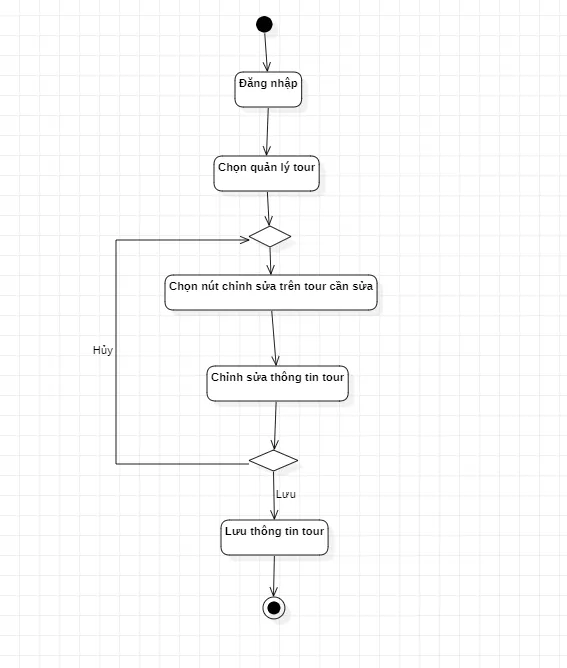 Đăng nhập
Chọn quản lý tour
Chọn nút chỉnh sửa trên tour cần sửa
Hủy
Chỉnh sửa thông tin tour
Lưu
Lưu thông tin tour